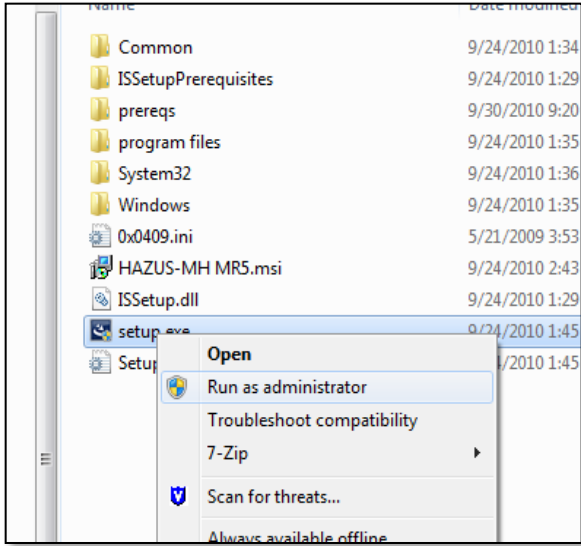 Name Date modified
Common 9/24/2010 1:34
ISSetupPrerequisites 9/24/2010 1:29
prereqs 9/30/2010 9:20
program files 9/24/2010 1:35
System32 9/24/2010 1:36
Windows 9/24/2010 1:35
0x0409.ini 5/21/2009 3:53
HAZUS-MH MR5.msi 9/24/2010 2:43
ISSetup.dll 9/24/2010 1:29
setup.exe 9/24/2010 1:45
Setup /2010 1:45
Open
Run as administrator
Troubleshoot compatibility
7-Zip
Scan for threats...
Always available offline